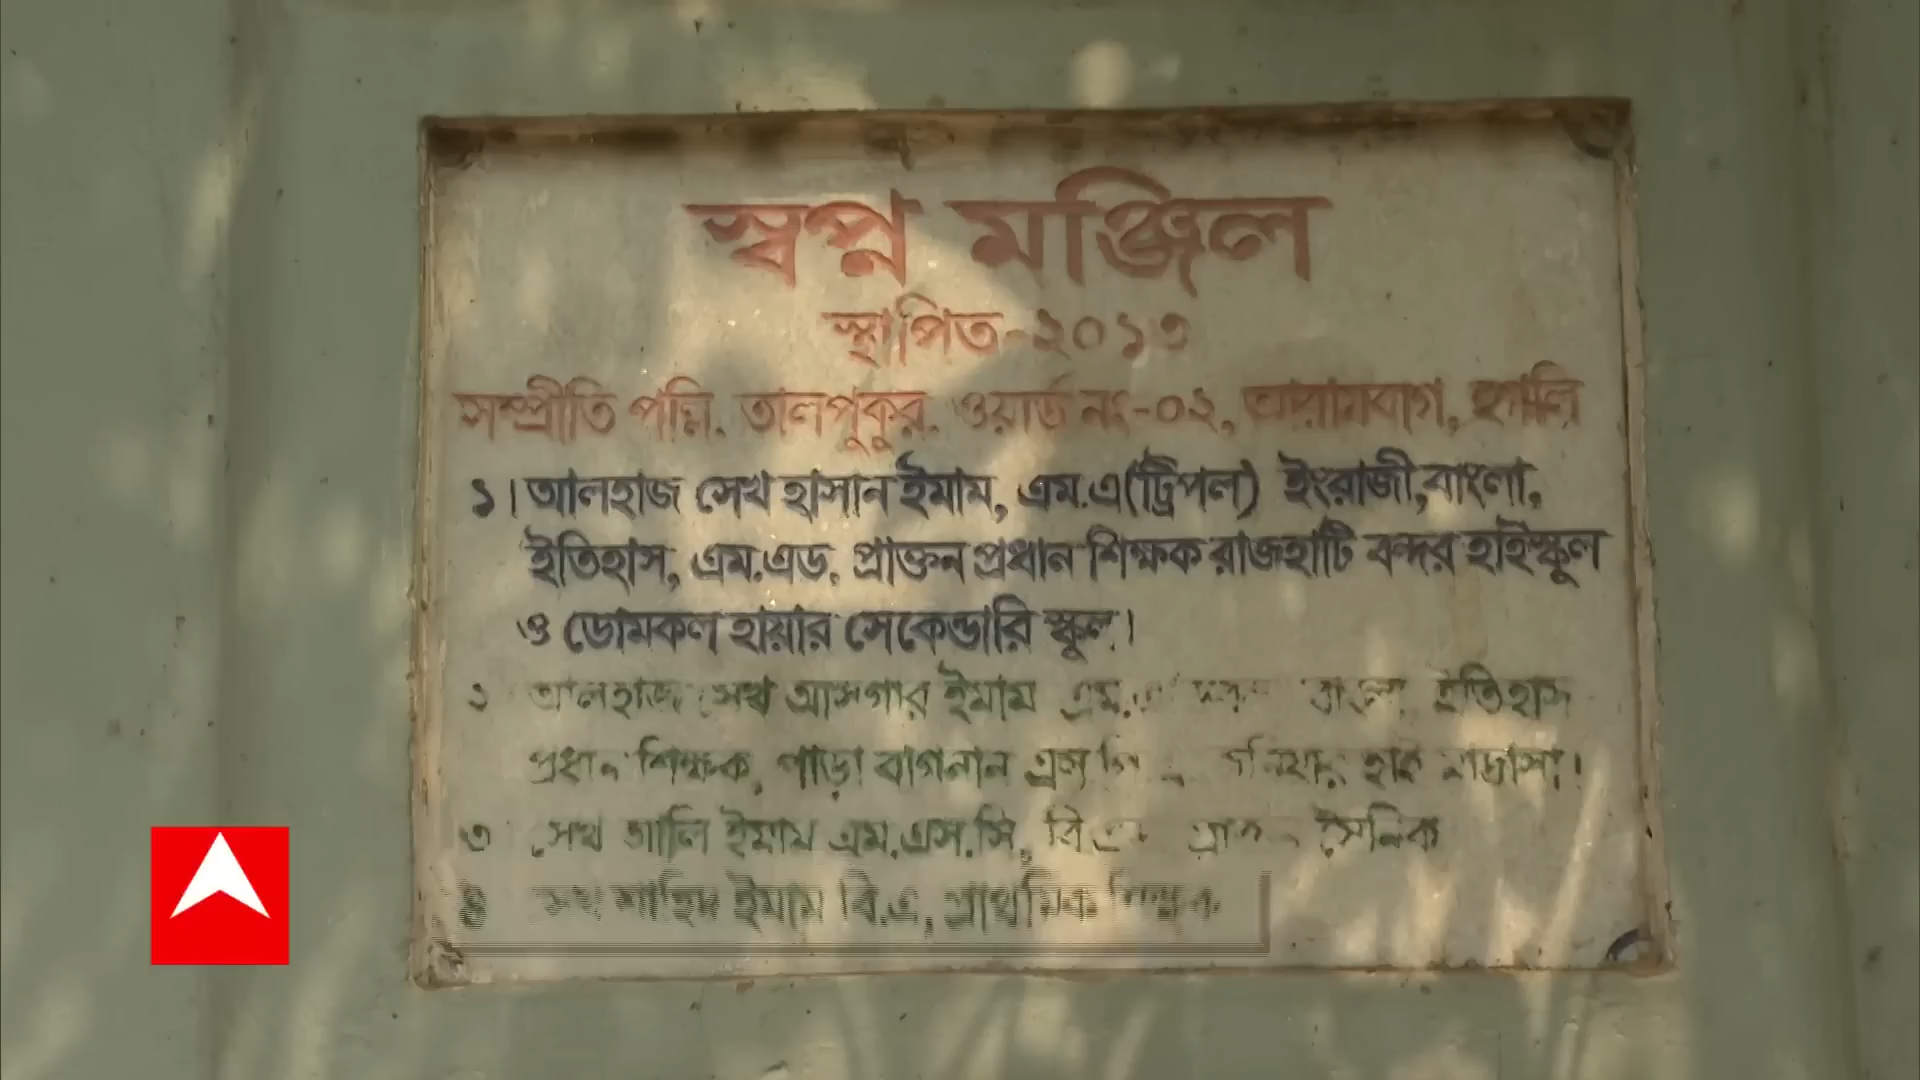 স্বপ্ন মঞ্জিল
স্থাপিত-২০১৩
সম্প্রীতি পল্লি, তালপুকুর, ওয়ার্ড নং-০২, আরামবাগ, হুগলি
১। আলহাজ সেখ হাসান ইমাম, এম.এ(ট্রিপল) ইংরাজী,বাংলা,
ইতিহাস, এম.এড. প্রাক্তন প্রধান শিক্ষক রাজহাটি বন্দর হাইস্কুল
ও ডোমকল হায়ার সেকেন্ডারি স্কুল।
২ আলহাজ সেখ আসগার ইমাম এম.এ বাংলা, ইতিহাস
প্রধান শিক্ষক, পাড়া বাগনান হাই মাদ্রাসা।
৩ সেখ আলি ইমাম এম.এস.সি, সৈনিক
৪ সেখ শাহিদ ইমাম বি.এ, প্রাথমিক শিক্ষক